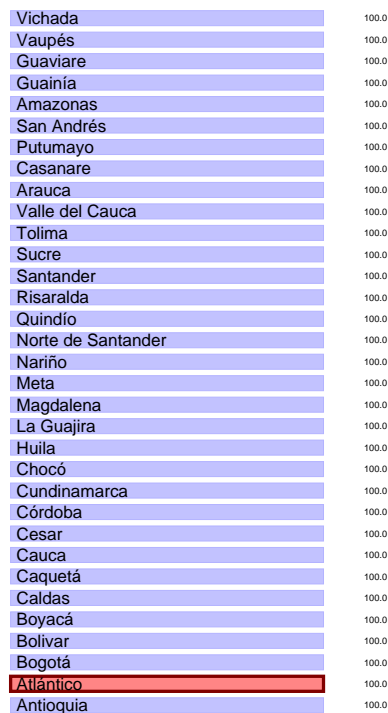 Vichada 100.0
Vaupés 100.0
Guaviare 100.0
Guainía 100.0
Amazonas 100.0
San Andrés 100.0
Putumayo 100.0
Casanare 100.0
Arauca 100.0
Valle del Cauca 100.0
Tolima 100.0
Sucre 100.0
Santander 100.0
Risaralda 100.0
Quindío 100.0
Norte de Santander 100.0
Nariño 100.0
Meta 100.0
Magdalena 100.0
La Guajira 100.0
Huila 100.0
Chocó 100.0
Cundinamarca 100.0
Córdoba 100.0
Cesar 100.0
Cauca 100.0
Caquetá 100.0
Caldas 100.0
Boyacá 100.0
Bolivar 100.0
Bogotá 100.0
Atlántico 100.0
Antioquia 100.0